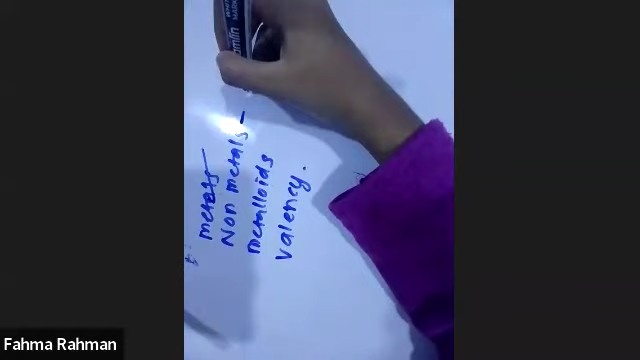 metals
Non metals -
metalloids
valency.
Fahma Rahman